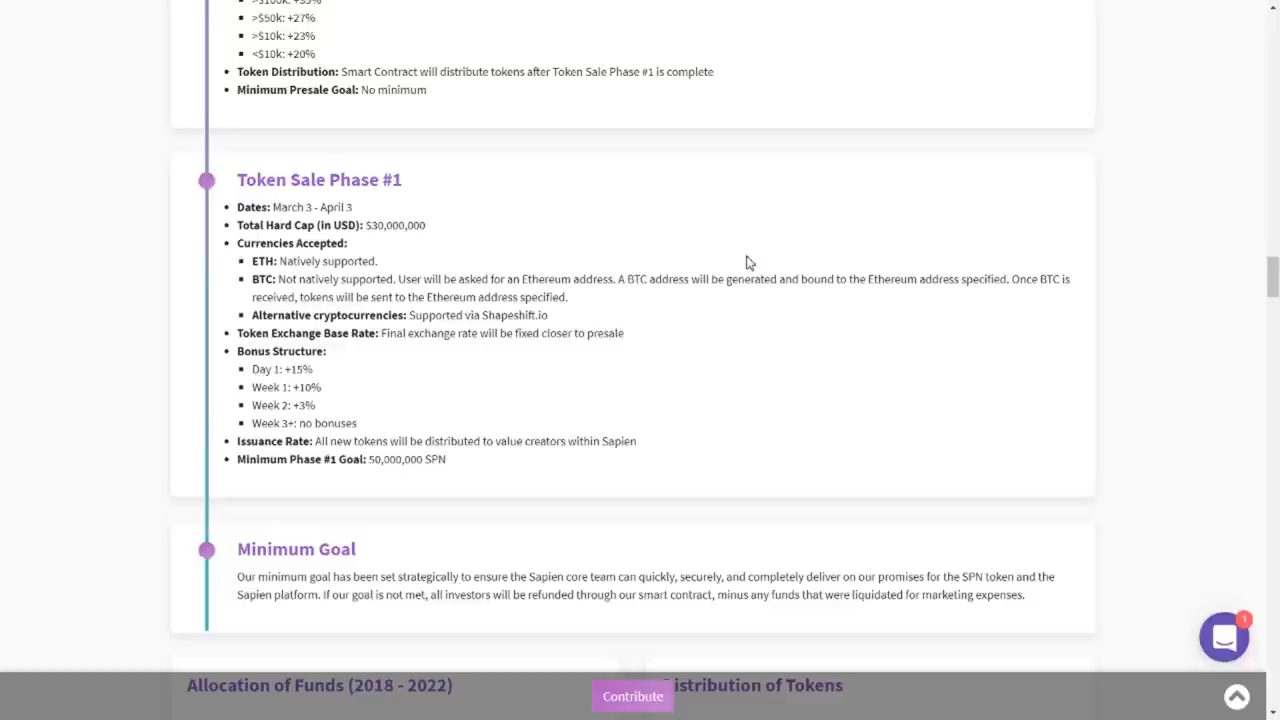 >$100k: +35%
>$50k: +27%
>$10k: +23%
<$10k: +20%
Token Distribution: Smart Contract will distribute tokens after Token Sale Phase #1 is complete
Minimum Presale Goal: No minimum
Token Sale Phase #1
Dates: March 3 - April 3
Total Hard Cap (in USD): $30,000,000
Currencies Accepted:
ETH: Natively supported.
BTC: Not natively supported. User will be asked for an Ethereum address. A BTC address will be generated and bound to the Ethereum address specified. Once BTC is
received, tokens will be sent to the Ethereum address specified.
Alternative cryptocurrencies: Supported via Shapeshift.io
Token Exchange Base Rate: Final exchange rate will be fixed closer to presale
Bonus Structure:
Day 1: +15%
Week 1: +10%
Week 2: +3%
Week 3+: no bonuses
Issuance Rate: All new tokens will be distributed to value creators within Sapien
Minimum Phase #1 Goal: 50,000,000 SPN
Minimum Goal
Our minimum goal has been set strategically to ensure the Sapien core team can quickly, securely, and completely deliver on our promises for the SPN token and the
Sapien platform. If our goal is not met, all investors will be refunded through our smart contract, minus any funds that were liquidated for marketing expenses.
1
Allocation of Funds (2018 - 2022)
Contribute
istribution of Tokens